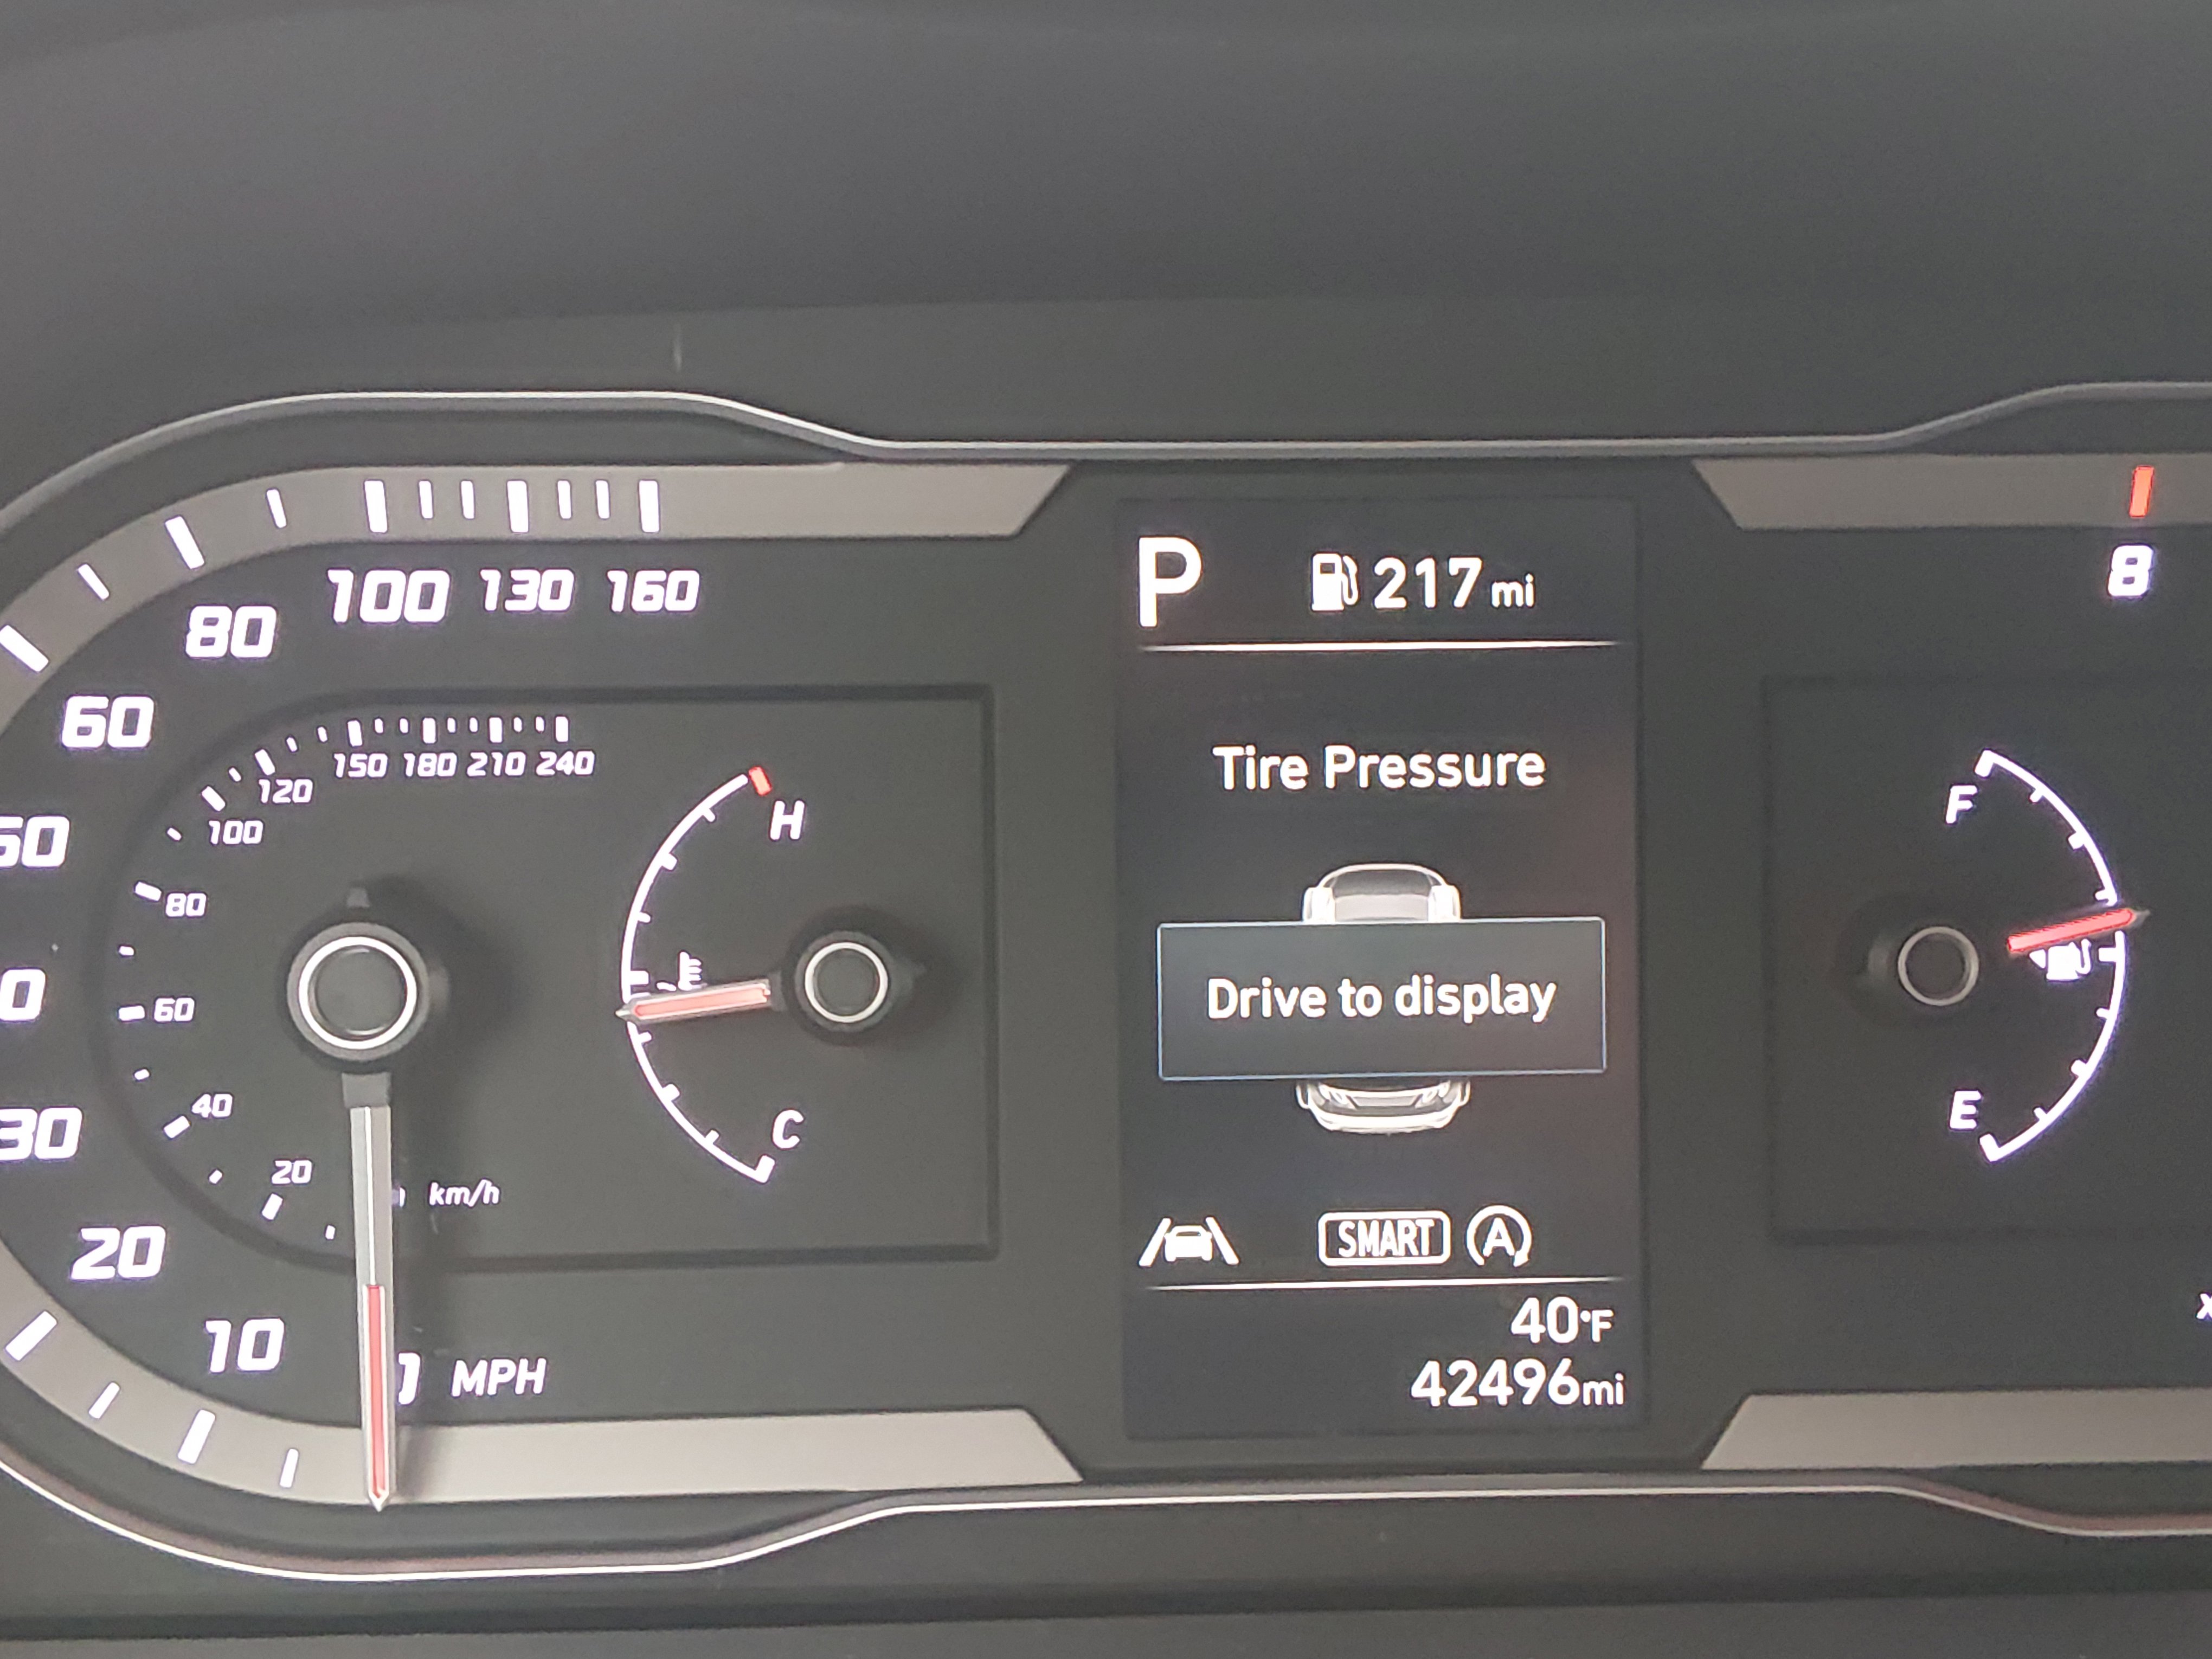 100 130 160
80
60
150 180 210 240
120
100
80
60
40
20
km/h
H
C
30
20
10
MPH
P 217 mi
Tire Pressure
Drive to display
SMART A
40°F
42496mi
8
F
E